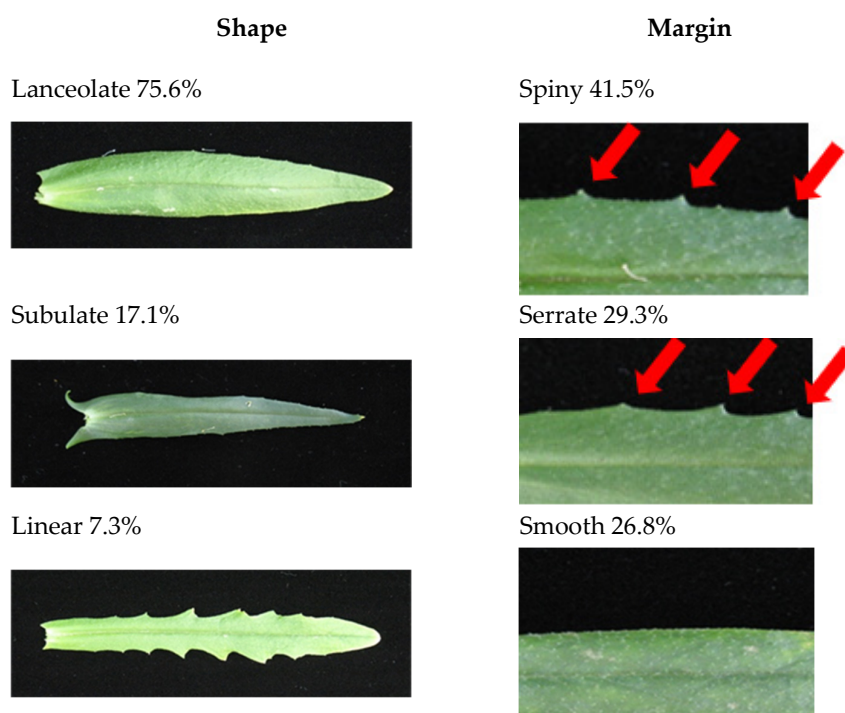 Shape
Margin
Lanceolate 75.6%
Spiny 41.5%
Subulate 17.1%
Serrate 29.3%
Linear 7.3%
Smooth 26.8%